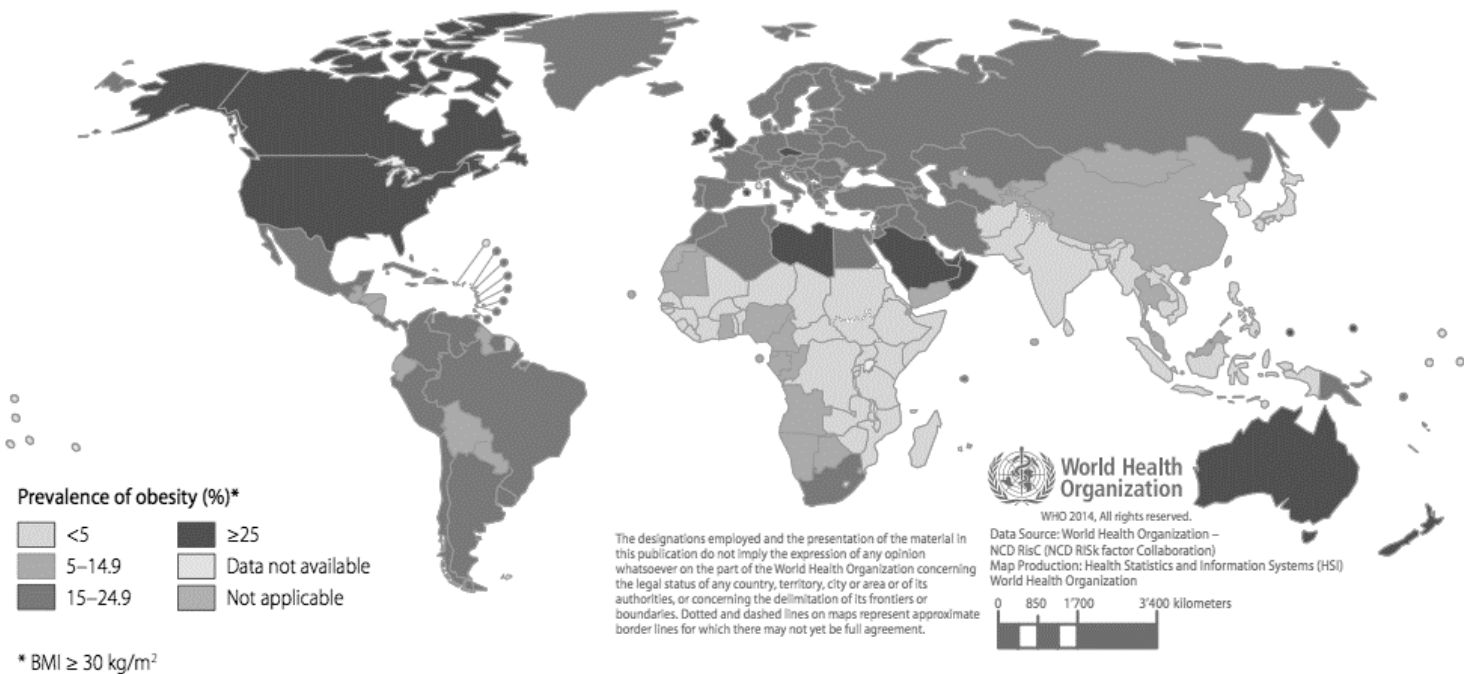 Prevalence of obesity (%)*
<5
5–14.9
15–24.9
≥25
Data not available
Not applicable
* BMI ≥ 30 kg/m²
The designations employed and the presentation of the material in
this publication do not imply the expression of any opinion
whatsoever on the part of the World Health Organization concerning
the legal status of any country, territory, city or area or of its
authorities, or concerning the delimitation of its frontiers or
boundaries. Dotted and dashed lines on maps represent approximate
border lines for which there may not yet be full agreement.
World Health
Organization
WHO 2014, All rights reserved.
Data Source: World Health Organization –
NCD RisC (NCD RISk factor Collaboration)
Map Production: Health Statistics and Information Systems (HSI)
World Health Organization
0 850 1'700 3'400 kilometers